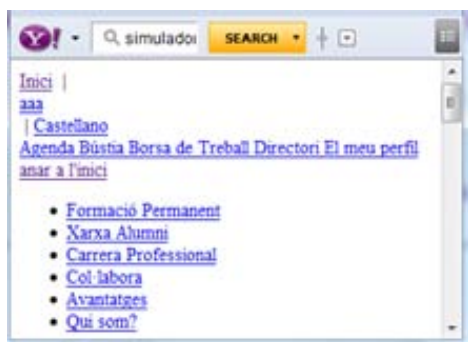 Y! simulador SEARCH
Inici |
aaa
| Castellano
Agenda Bústia Borsa de Treball Directori El meu perfil
anar a l'inici
Formació Permanent
Xarxa Alumni
Carrera Professional
Col·labora
Avantatges
Qui som?